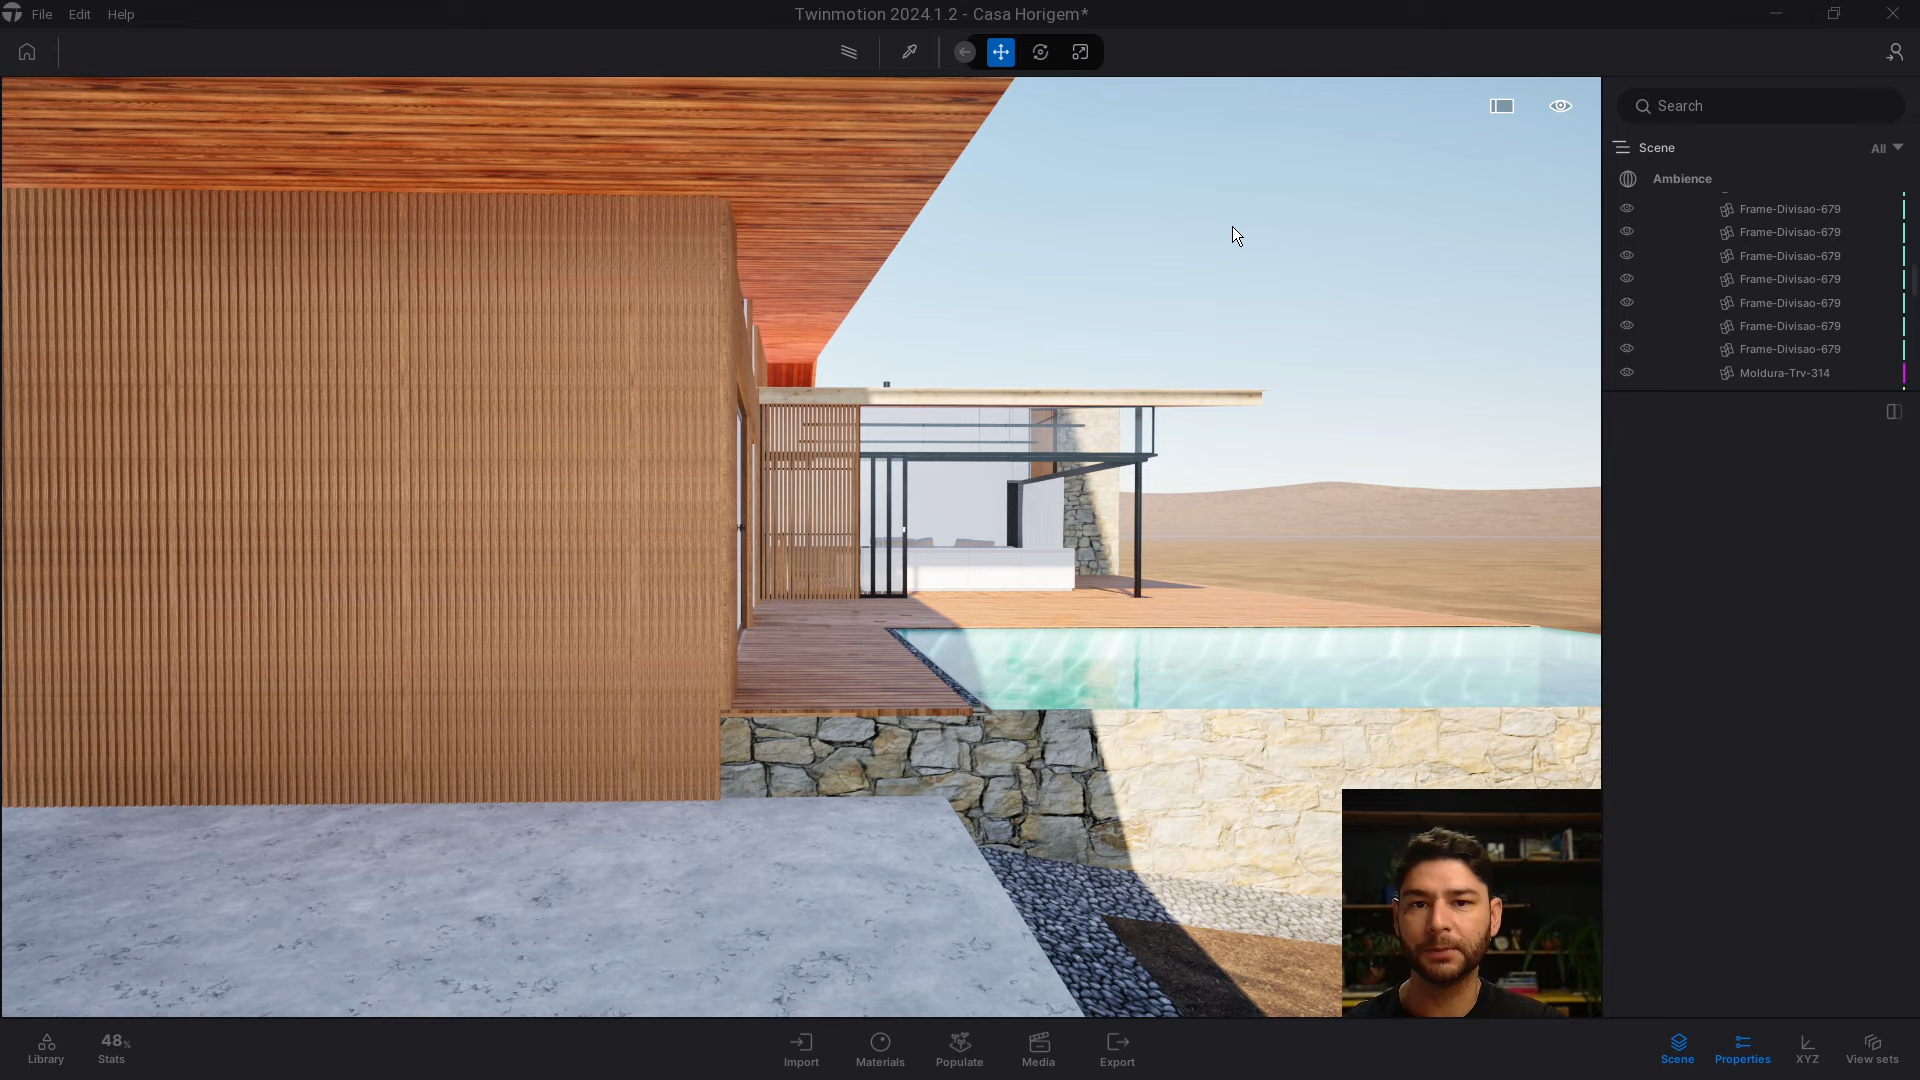 File Edit Help
Twinmotion 2024.1.2 - Casa Horigem*
Search
Scene
All
Ambience
Frame-Divisao-679
Frame-Divisao-679
Frame-Divisao-679
Frame-Divisao-679
Frame-Divisao-679
Frame-Divisao-679
Frame-Divisao-679
Moldura-Trv-314
Library
48%
Stats
Import
Materials
Populate
Media
Export
Scene
Properties
XYZ
View sets